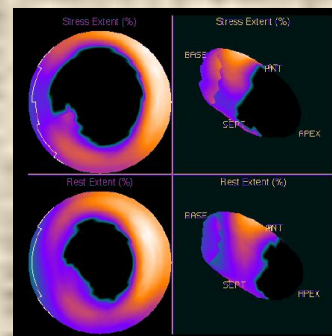 Stress Extent (%)
Stress Extent (%)
BASE
ANT
SEPT
APEX
Rest Extent (%)
Rest Extent (%)
BASE
ANT
SEPT
APEX